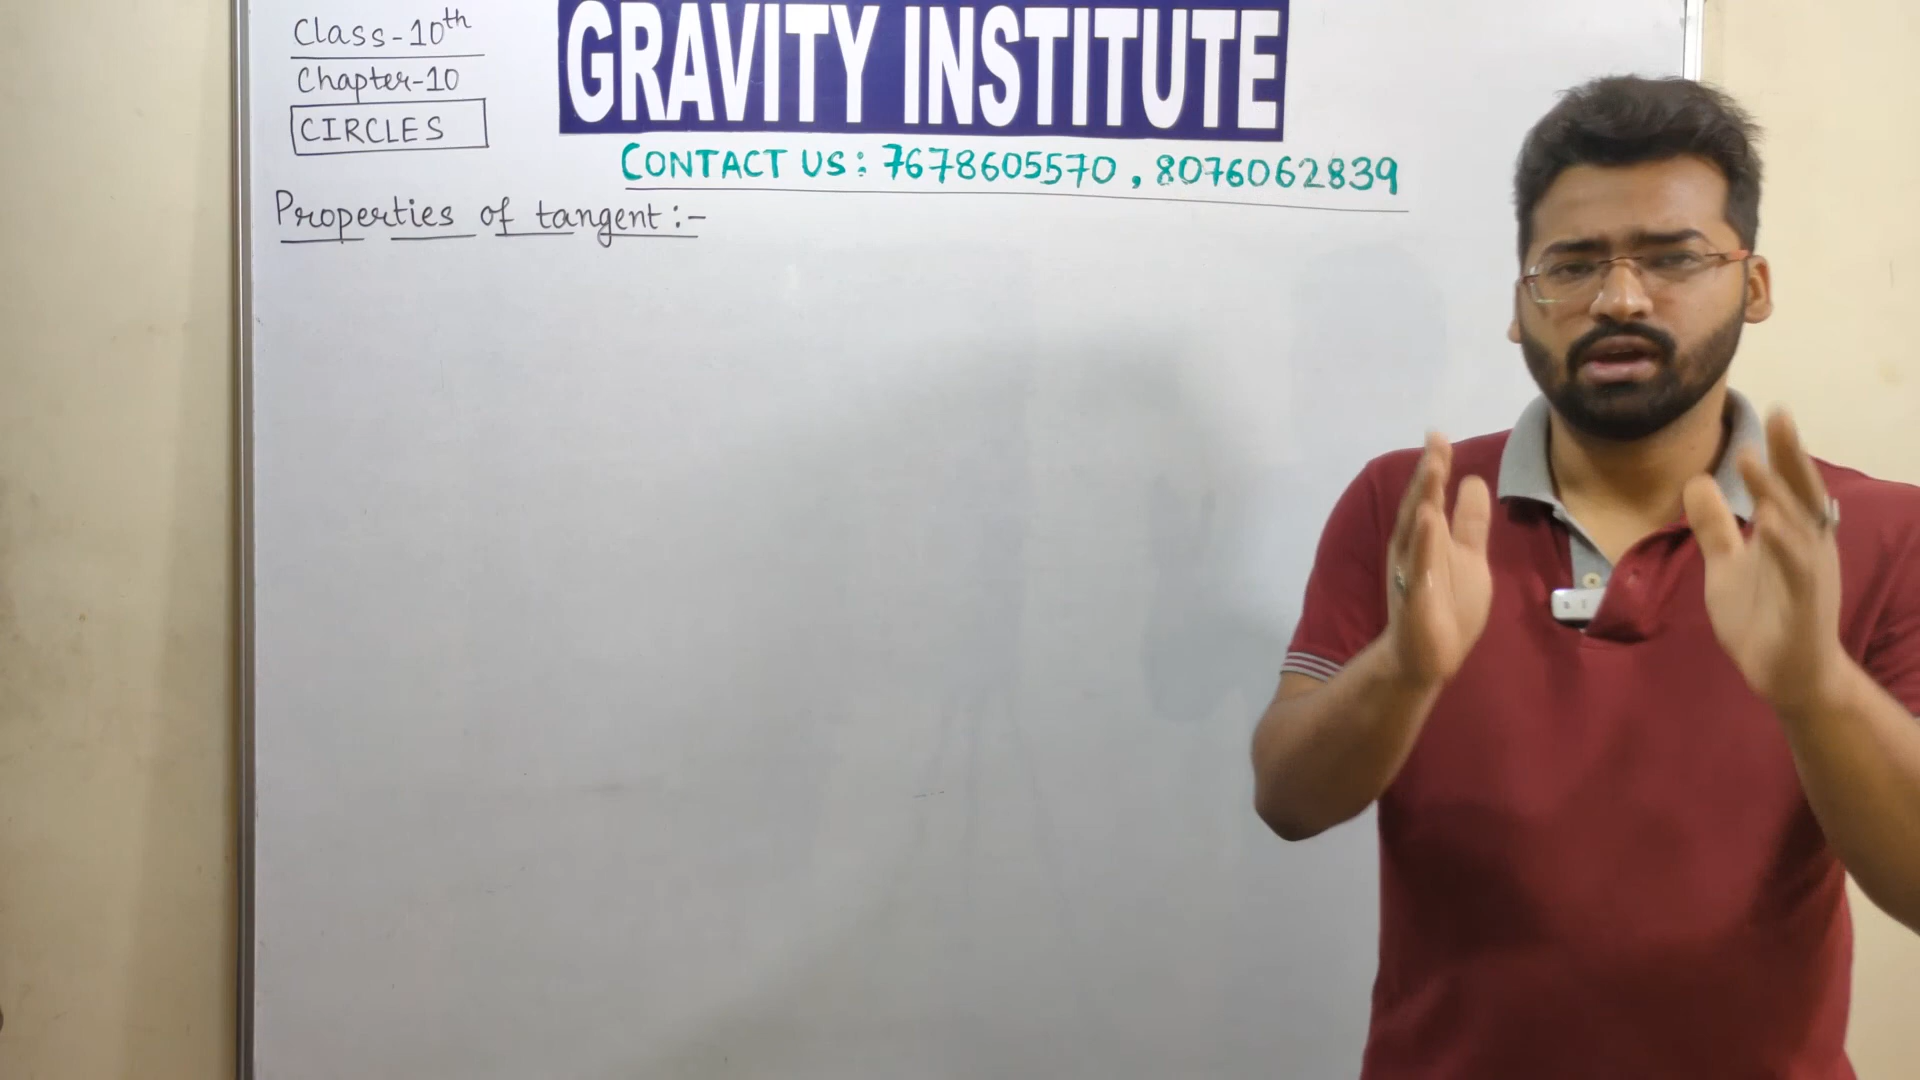 Class-10th
Chapter-10
CIRCLES
GRAVITY INSTITUTE
CONTACT US: 7678605570, 8076062839
Properties of tangent:-